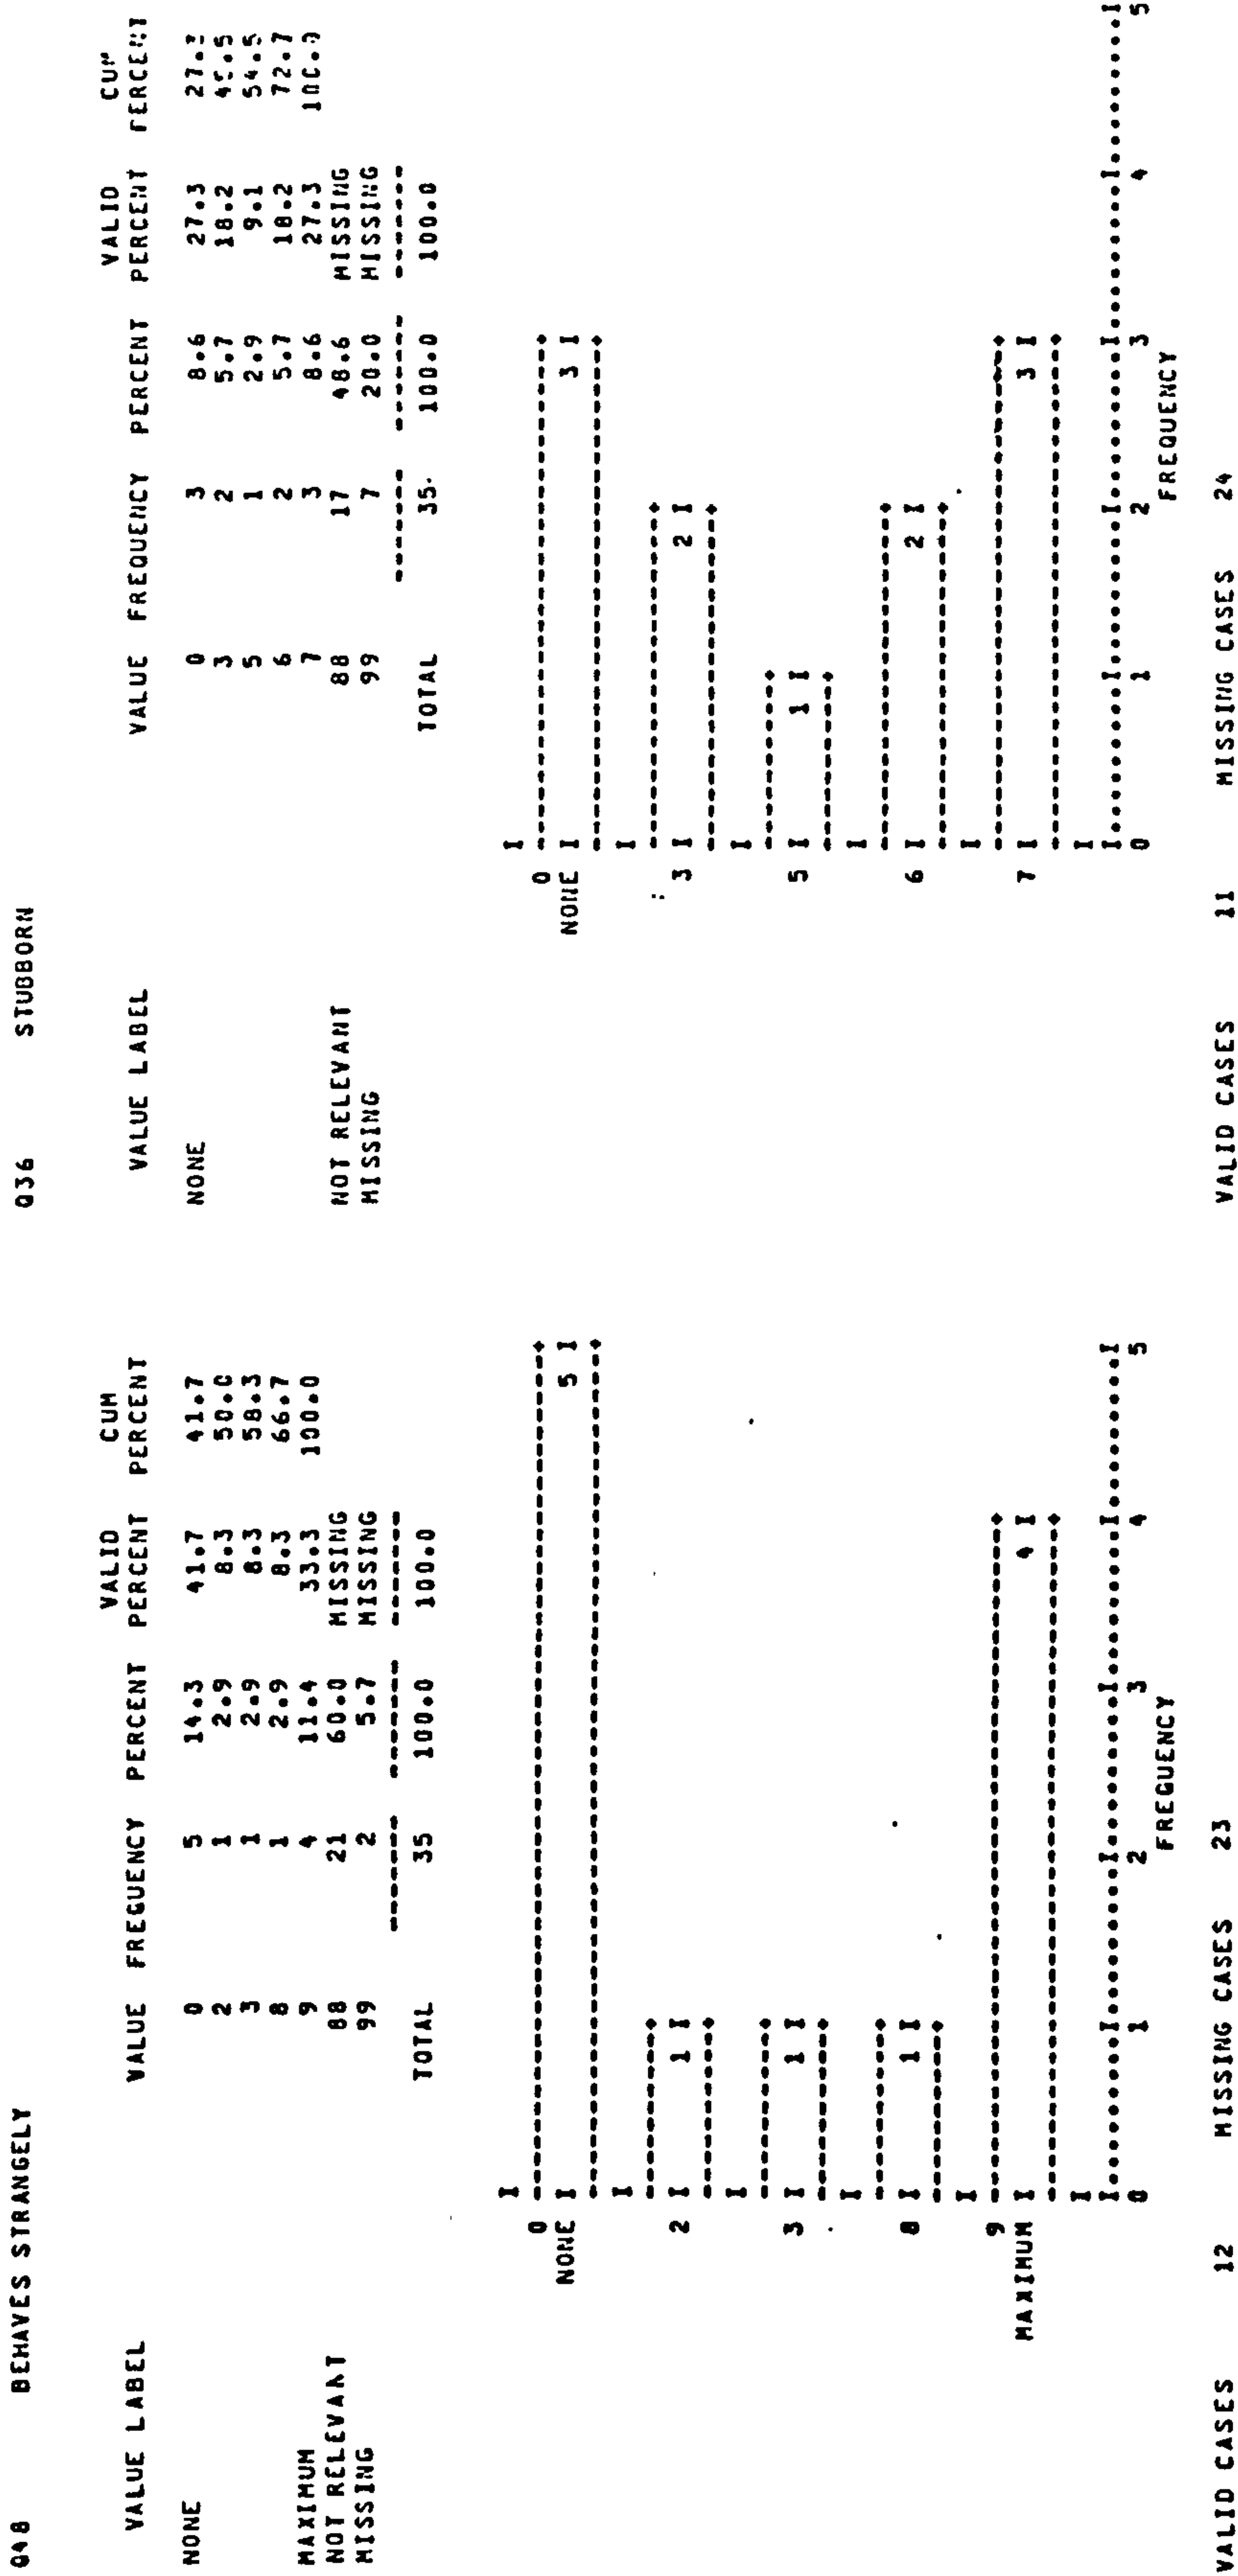 Q48 BEHAVES STRANGELY
VALUE LABEL VALUE FREQUENCY PERCENT VALID PERCENT CUM PERCENT
NONE 0 5 14.3 41.7 41.7
2 1 2.9 8.3 50.0
3 1 2.9 8.3 58.3
8 1 2.9 8.3 66.7
MAXIMUM 9 4 11.4 33.3 100.0
NOT RELEVANT 88 21 60.0 MISSING
MISSING 99 2 5.7 MISSING
------- ------- -------
TOTAL 35 100.0 100.0
0
NONE I 5 I
2 I 1 I
3 I 1 I
8 I 1 I
9
MAXIMUM I 4 I
I.........I.........I.........I.........I.........I
0 1 2 3 4 5
FREQUENCY
VALID CASES 12 MISSING CASES 23
Q36 STUBBORN
VALUE LABEL VALUE FREQUENCY PERCENT VALID PERCENT CUM PERCENT
NONE 0 3 8.6 27.3 27.3
3 2 5.7 18.2 45.5
5 1 2.9 9.1 54.5
6 2 5.7 18.2 72.7
7 3 8.6 27.3 100.0
NOT RELEVANT 88 17 48.6 MISSING
MISSING 99 7 20.0 MISSING
------- ------- -------
TOTAL 35 100.0 100.0
0
NONE I 3 I
3 I 2 I
5 I 1 I
6 I 2 I
7 I 3 I
I.........I.........I.........I.........I.........I
0 1 2 3 4 5
FREQUENCY
VALID CASES 11 MISSING CASES 24